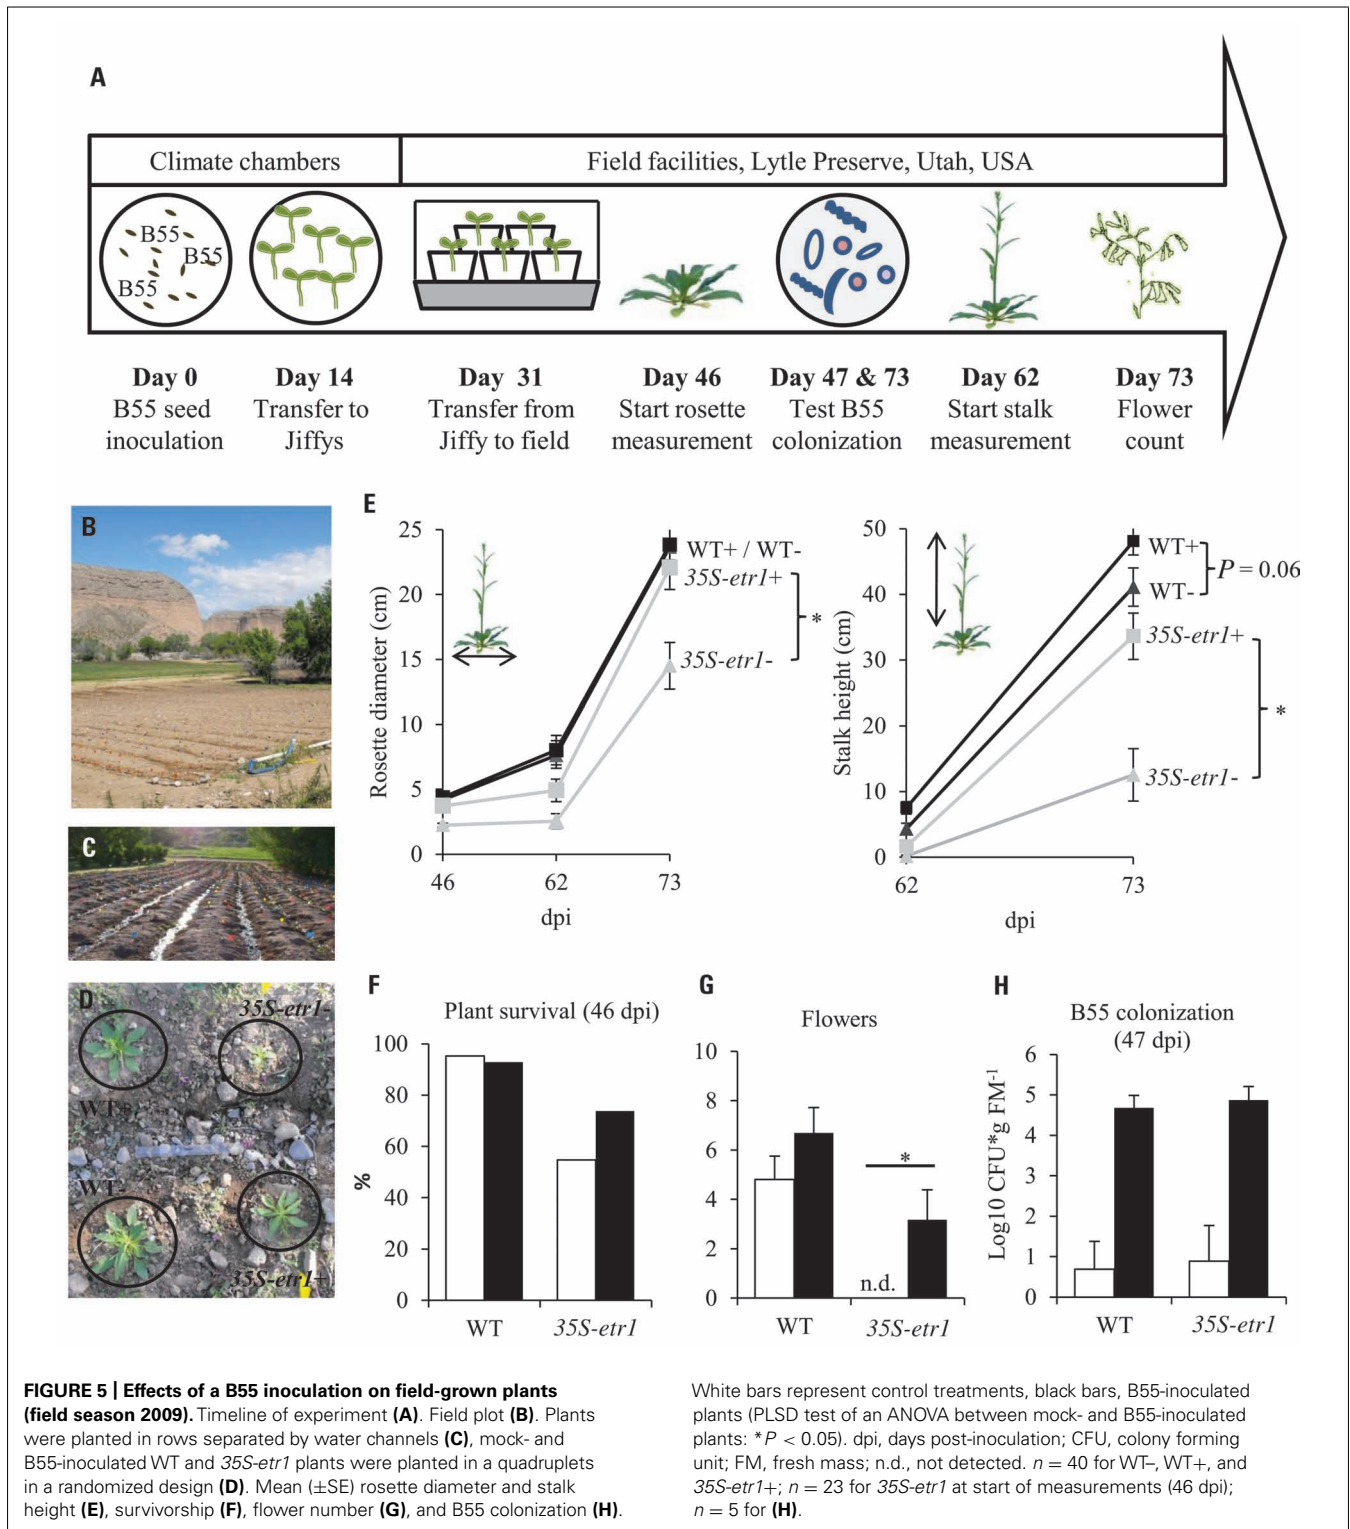 A
Climate chambers
Field facilities, Lytle Preserve, Utah, USA
B55
B55
B55
Day 0
B55 seed
inoculation
Day 14
Transfer to
Jiffys
Day 31
Transfer from
Jiffy to field
Day 46
Start rosette
measurement
Day 47 & 73
Test B55
colonization
Day 62
Start stalk
measurement
Day 73
Flower
count
B
C
D
35S-etr1-
WT+
WT-
35S-etr1+
E
Rosette diameter (cm)
25
20
15
10
5
0
46
62
73
dpi
WT+ / WT-
35S-etr1+
*
35S-etr1-
Stalk height (cm)
50
40
30
20
10
0
62
73
dpi
WT+
P = 0.06
WT-
35S-etr1+
*
35S-etr1-
F
Plant survival (46 dpi)
%
100
80
60
40
20
0
WT
35S-etr1
G
Flowers
10
8
6
4
2
0
*
n.d.
WT
35S-etr1
H
B55 colonization
(47 dpi)
Log10 CFU*g FM⁻¹
6
5
4
3
2
1
0
WT
35S-etr1
FIGURE 5 | Effects of a B55 inoculation on field-grown plants
(field season 2009). Timeline of experiment (A). Field plot (B). Plants
were planted in rows separated by water channels (C), mock- and
B55-inoculated WT and 35S-etr1 plants were planted in a quadruplets
in a randomized design (D). Mean (±SE) rosette diameter and stalk
height (E), survivorship (F), flower number (G), and B55 colonization (H).
White bars represent control treatments, black bars, B55-inoculated
plants (PLSD test of an ANOVA between mock- and B55-inoculated
plants: *P < 0.05). dpi, days post-inoculation; CFU, colony forming
unit; FM, fresh mass; n.d., not detected. n = 40 for WT–, WT+, and
35S-etr1+; n = 23 for 35S-etr1 at start of measurements (46 dpi);
n = 5 for (H).